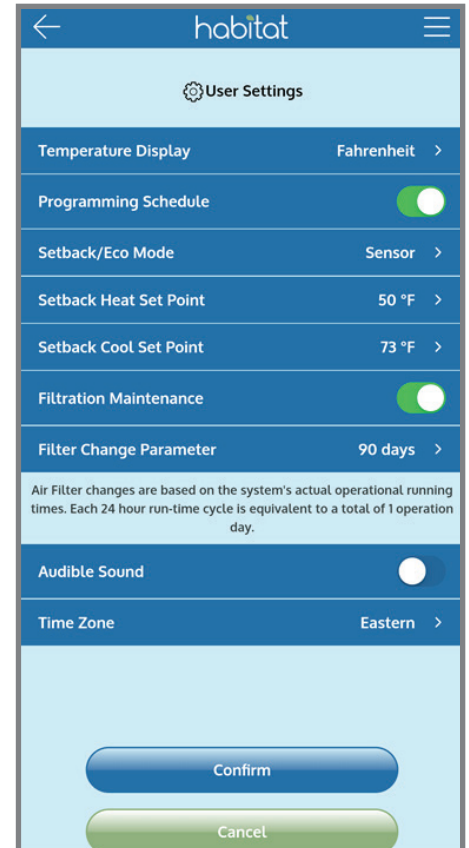 habitat
User Settings
Temperature Display Fahrenheit >
Programming Schedule
Setback/Eco Mode Sensor >
Setback Heat Set Point 50 °F >
Setback Cool Set Point 73 °F >
Filtration Maintenance
Filter Change Parameter 90 days >
Air Filter changes are based on the system's actual operational running
times. Each 24 hour run-time cycle is equivalent to a total of 1 operation
day.
Audible Sound
Time Zone Eastern >
Confirm
Cancel